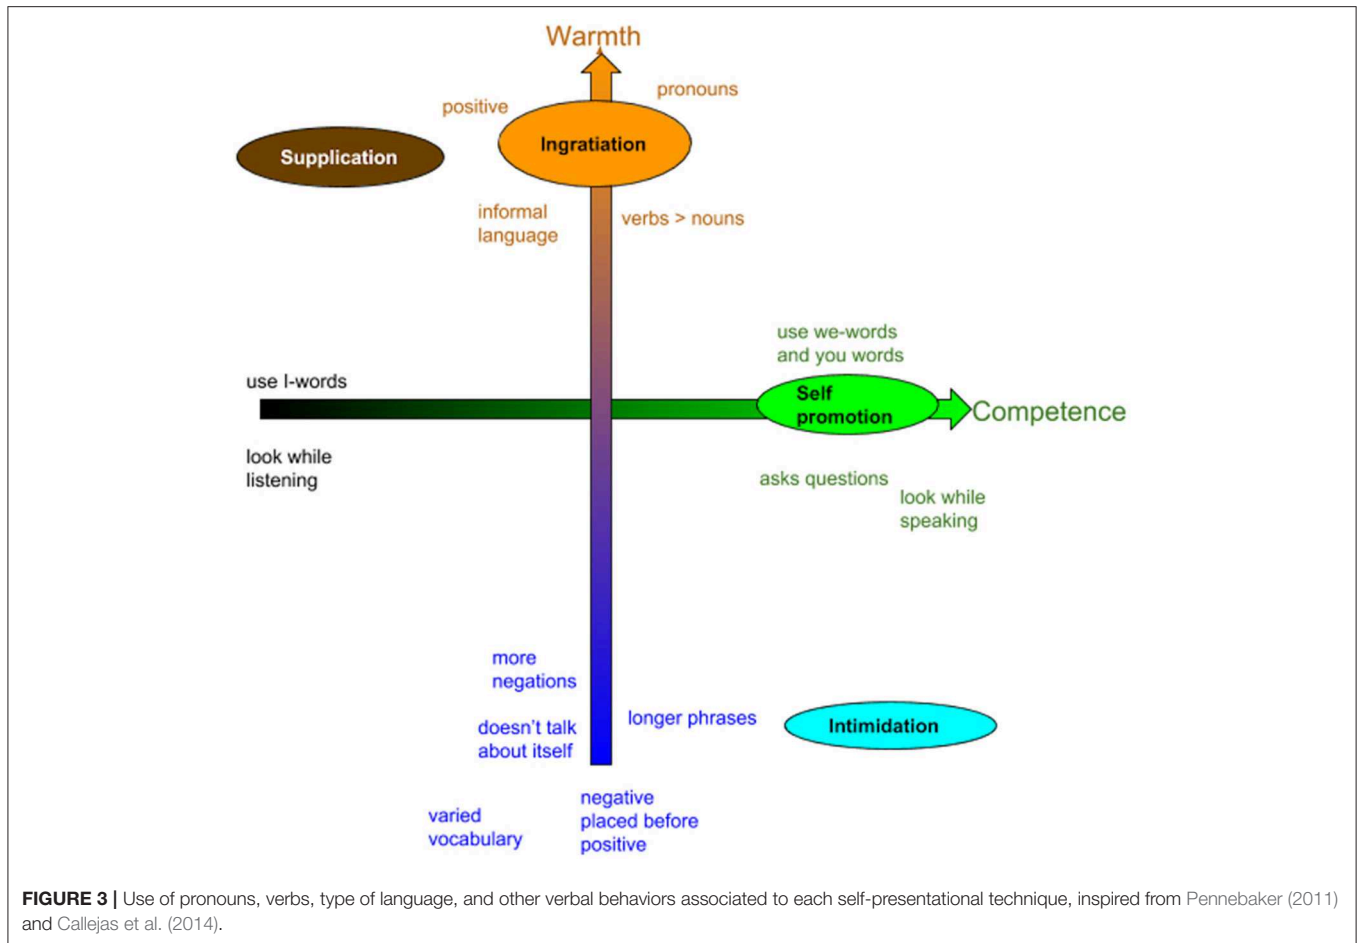 Warmth
pronouns
positive
Ingratiation
Supplication
informal
language
verbs > nouns
use we-words
and you words
use I-words
Self
promotion
Competence
look while
listening
asks questions
look while
speaking
more
negations
longer phrases
Intimidation
doesn't talk
about itself
negative
placed before
positive
varied
vocabulary
FIGURE 3 | Use of pronouns, verbs, type of language, and other verbal behaviors associated to each self-presentational technique, inspired from Pennebaker (2011)
and Callejas et al. (2014).